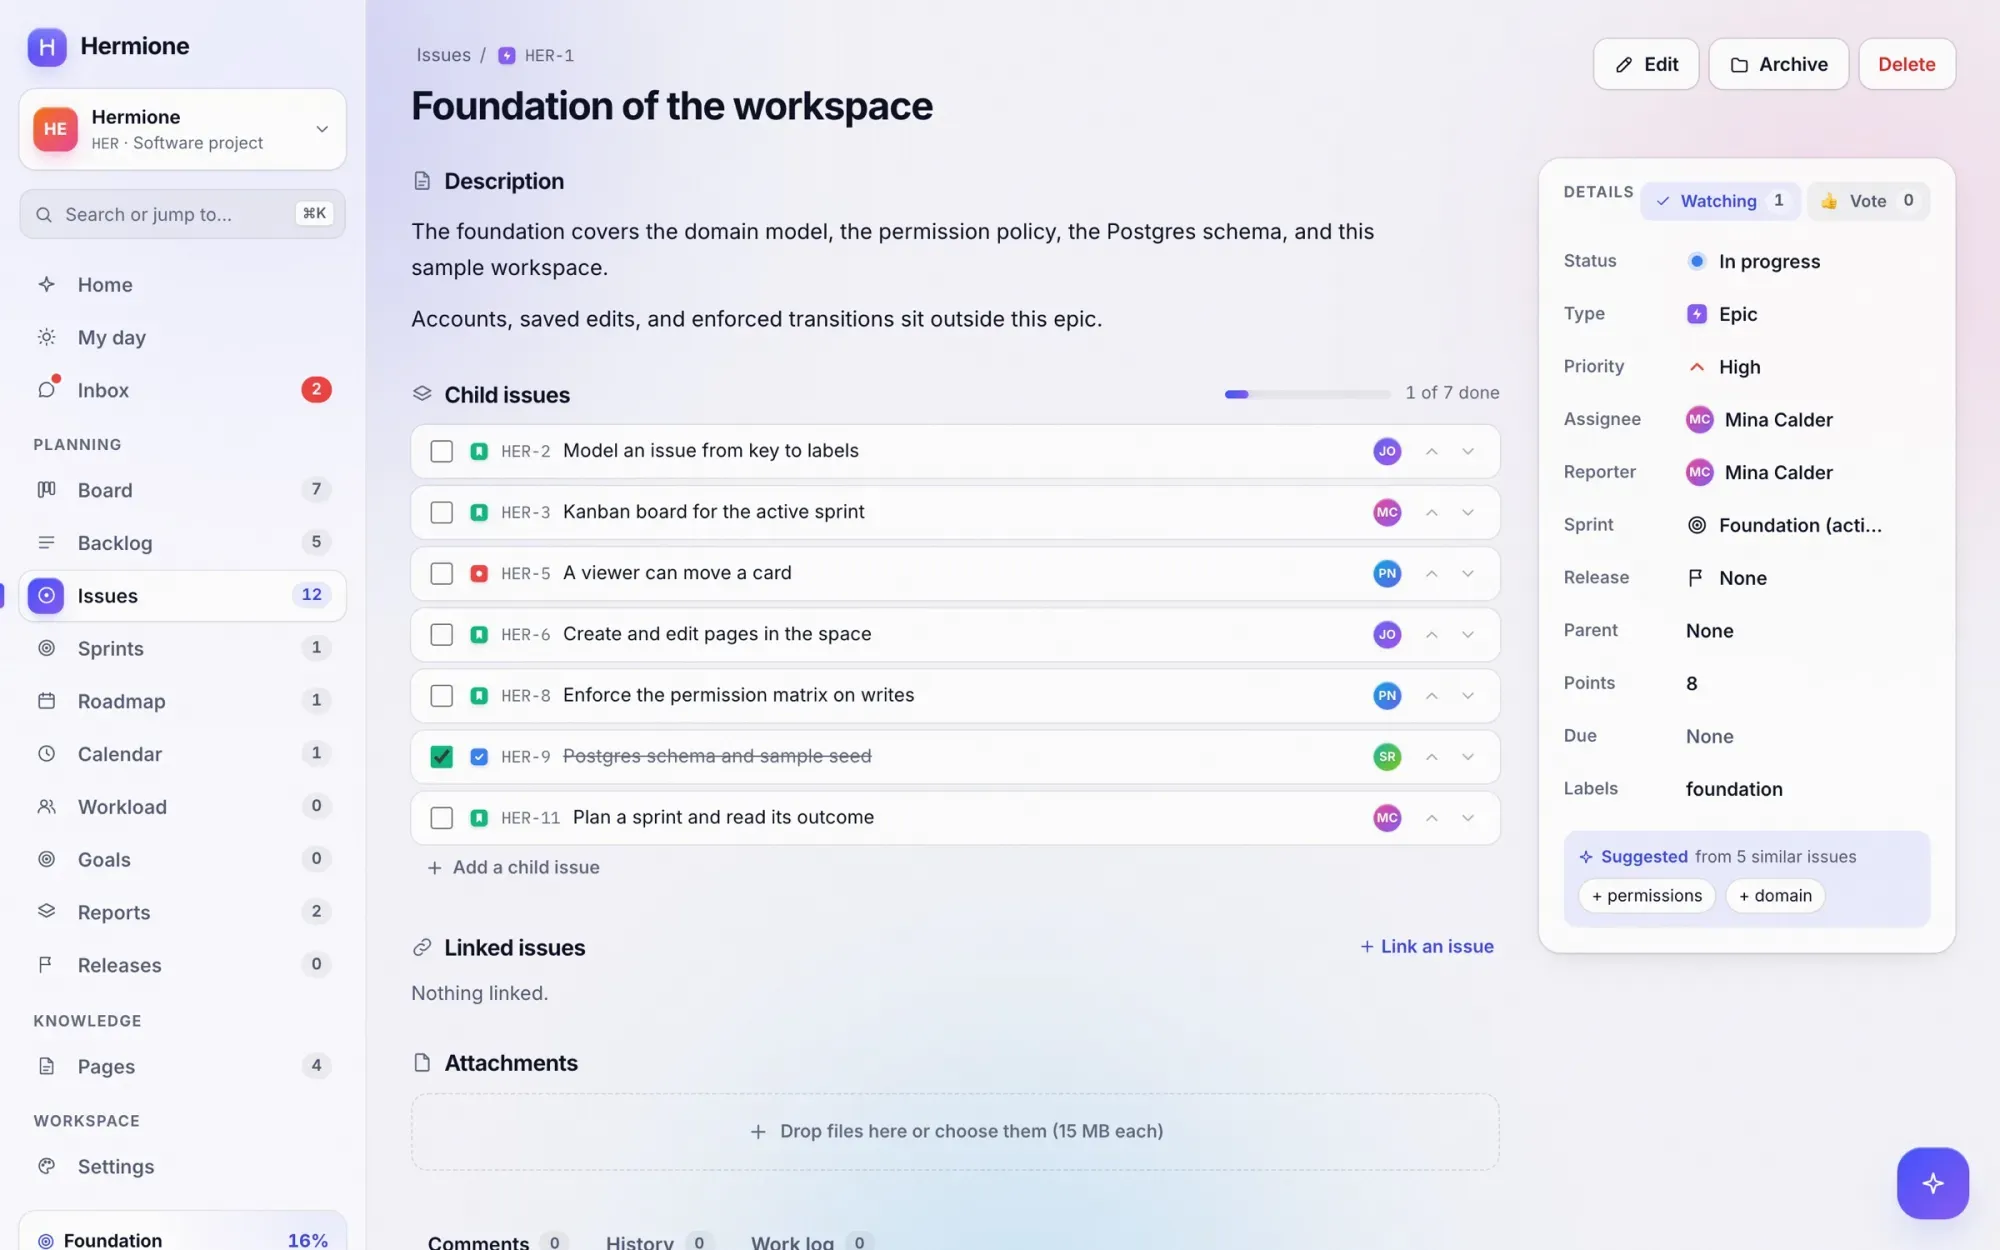 H Hermione
HE Hermione
HER · Software project
Search or jump to... ⌘K
Home
My day
Inbox 2
PLANNING
Board 7
Backlog 5
Issues 12
Sprints 1
Roadmap 1
Calendar 1
Workload 0
Goals 0
Reports 2
Releases 0
KNOWLEDGE
Pages 4
WORKSPACE
Settings
Foundation 16%
Issues / HER-1
Foundation of the workspace
Edit
Archive
Delete
Description
The foundation covers the domain model, the permission policy, the Postgres schema, and this
sample workspace.
Accounts, saved edits, and enforced transitions sit outside this epic.
Child issues 1 of 7 done
HER-2 Model an issue from key to labels JO
HER-3 Kanban board for the active sprint MC
HER-5 A viewer can move a card PN
HER-6 Create and edit pages in the space JO
HER-8 Enforce the permission matrix on writes PN
HER-9 Postgres schema and sample seed SR
HER-11 Plan a sprint and read its outcome MC
+ Add a child issue
Linked issues + Link an issue
Nothing linked.
Attachments
+ Drop files here or choose them (15 MB each)
Comments 0 History 0 Work log 0
DETAILS Watching 1 👍 Vote 0
Status In progress
Type Epic
Priority High
Assignee MC Mina Calder
Reporter MC Mina Calder
Sprint Foundation (acti...
Release None
Parent None
Points 8
Due None
Labels foundation
Suggested from 5 similar issues
+ permissions + domain